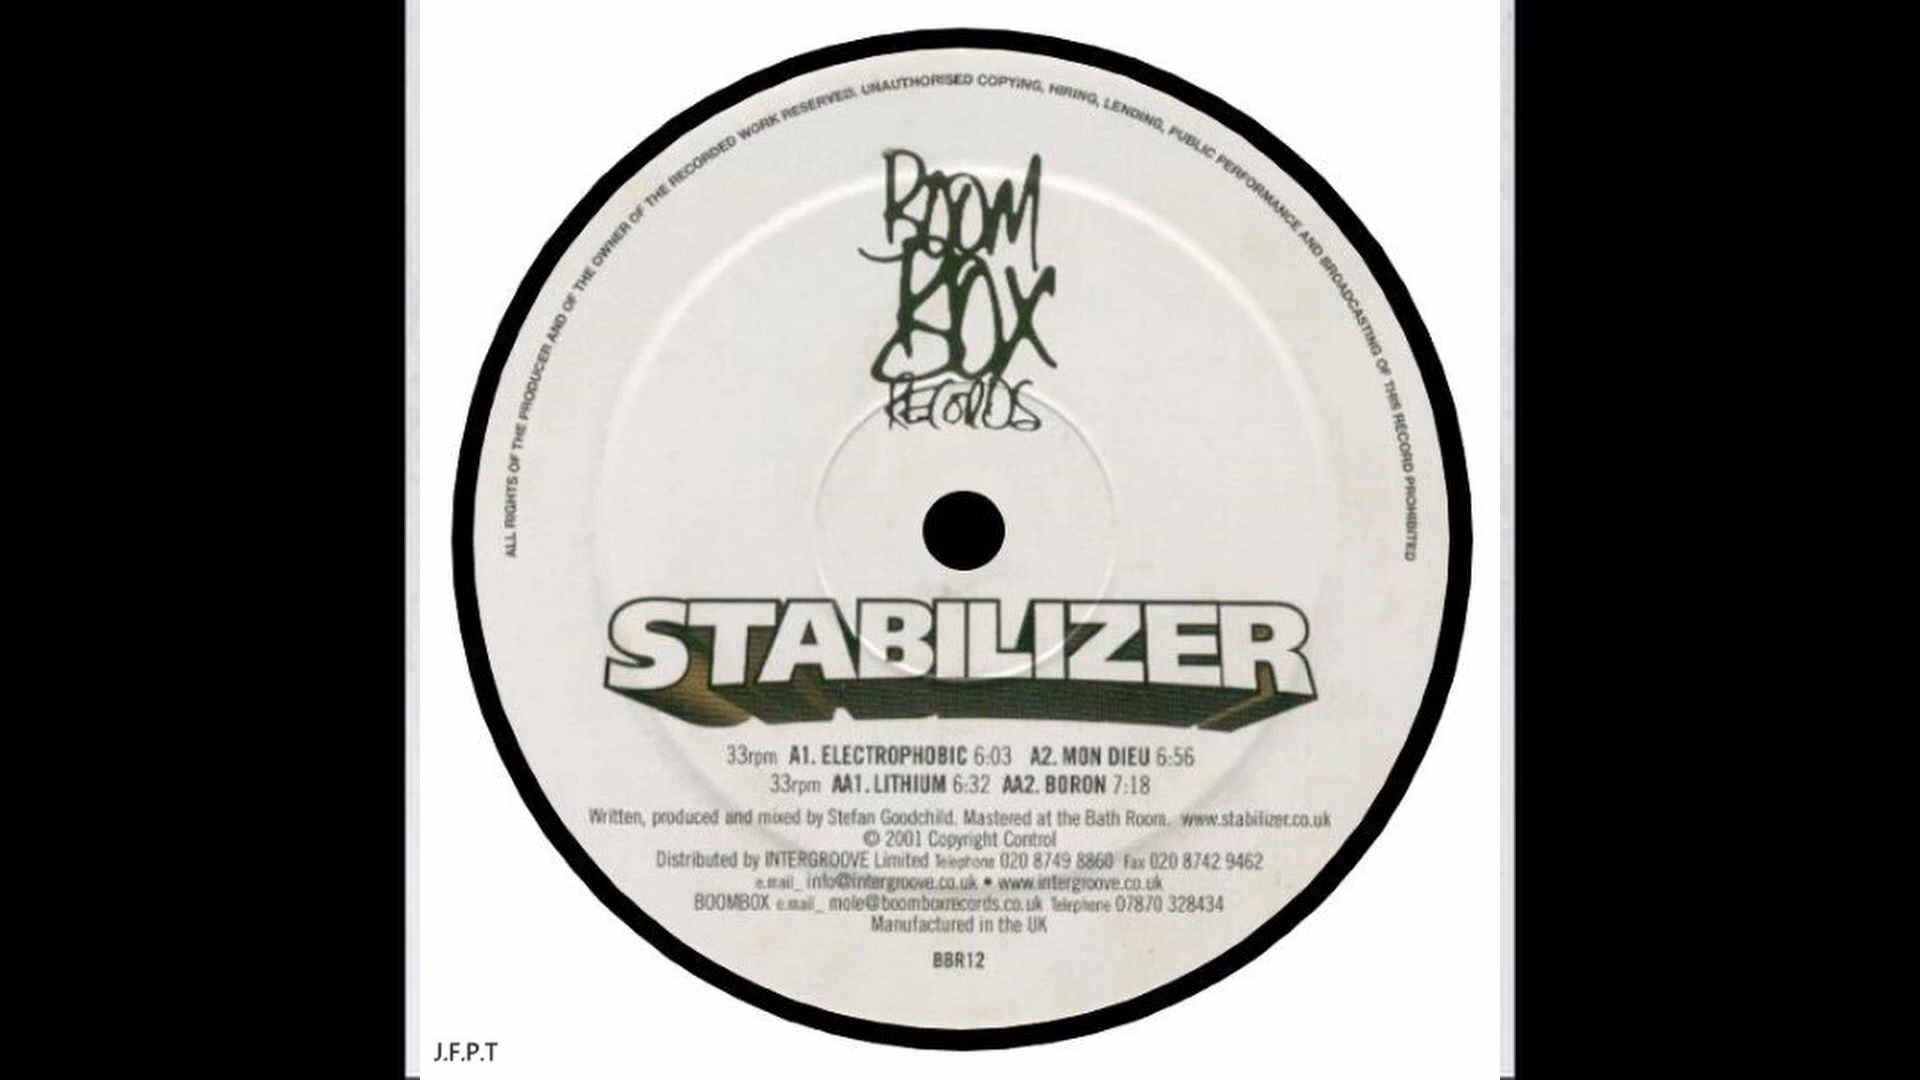 ALL RIGHTS OF THE PRODUCER AND OF THE OWNER OF THE RECORDED WORK RESERVED. UNAUTHORISED COPYING, HIRING, LENDING, PUBLIC PERFORMANCE AND BROADCASTING OF THIS RECORD PROHIBITED
BOOM
BOX
RECORDS
STABILIZER
33rpm A1. ELECTROPHOBIC 6:03 A2. MON DIEU 6:56
33rpm AA1. LITHIUM 6:32 AA2. BORON 7:18
Written, produced and mixed by Stefan Goodchild. Mastered at the Bath Room. www.stabilizer.co.uk
© 2001 Copyright Control
Distributed by INTERGROOVE Limited Telephone 020 8749 8860 Fax 020 8742 9462
e.mail_ info@intergroove.co.uk • www.intergroove.co.uk
BOOMBOX e.mail_ mole@boomboxrecords.co.uk Telephone 07870 328434
Manufactured in the UK
BBR12
J.F.P.T